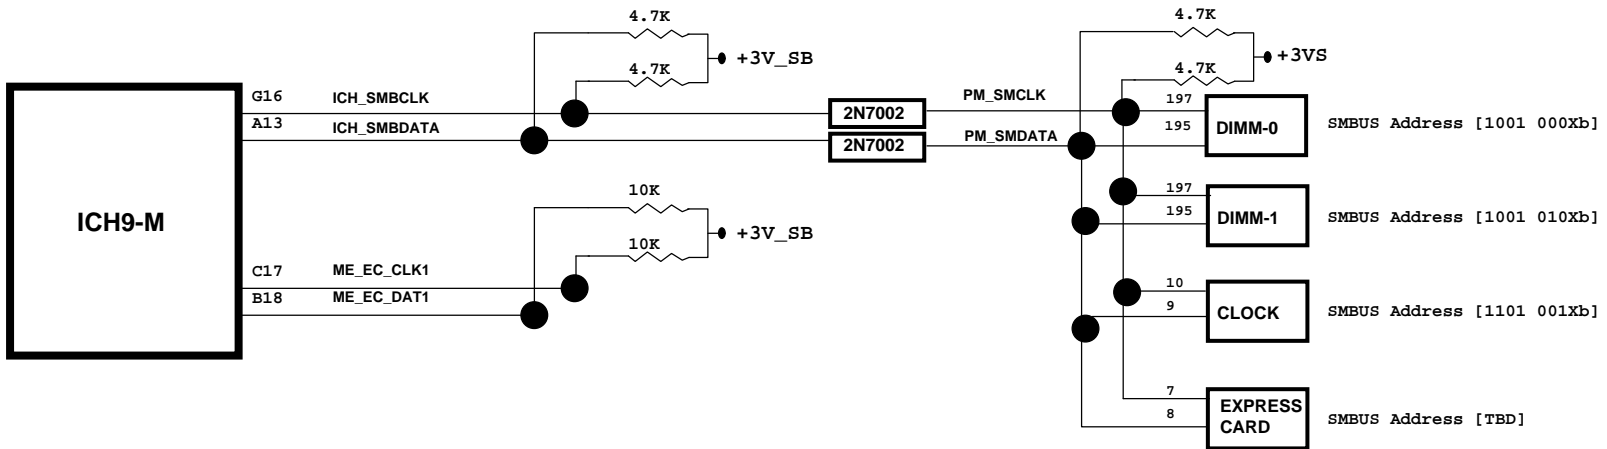 4.7K
4.7K
+3V_SB
4.7K
4.7K
+3VS
ICH9-M
G16 ICH_SMBCLK
A13 ICH_SMBDATA
2N7002
2N7002
PM_SMCLK
PM_SMDATA
197
195
DIMM-0
SMBUS Address [1001 000Xb]
10K
10K
+3V_SB
197
195
DIMM-1
SMBUS Address [1001 010Xb]
C17 ME_EC_CLK1
B18 ME_EC_DAT1
10
9
CLOCK
SMBUS Address [1101 001Xb]
7
8
EXPRESS
CARD
SMBUS Address [TBD]